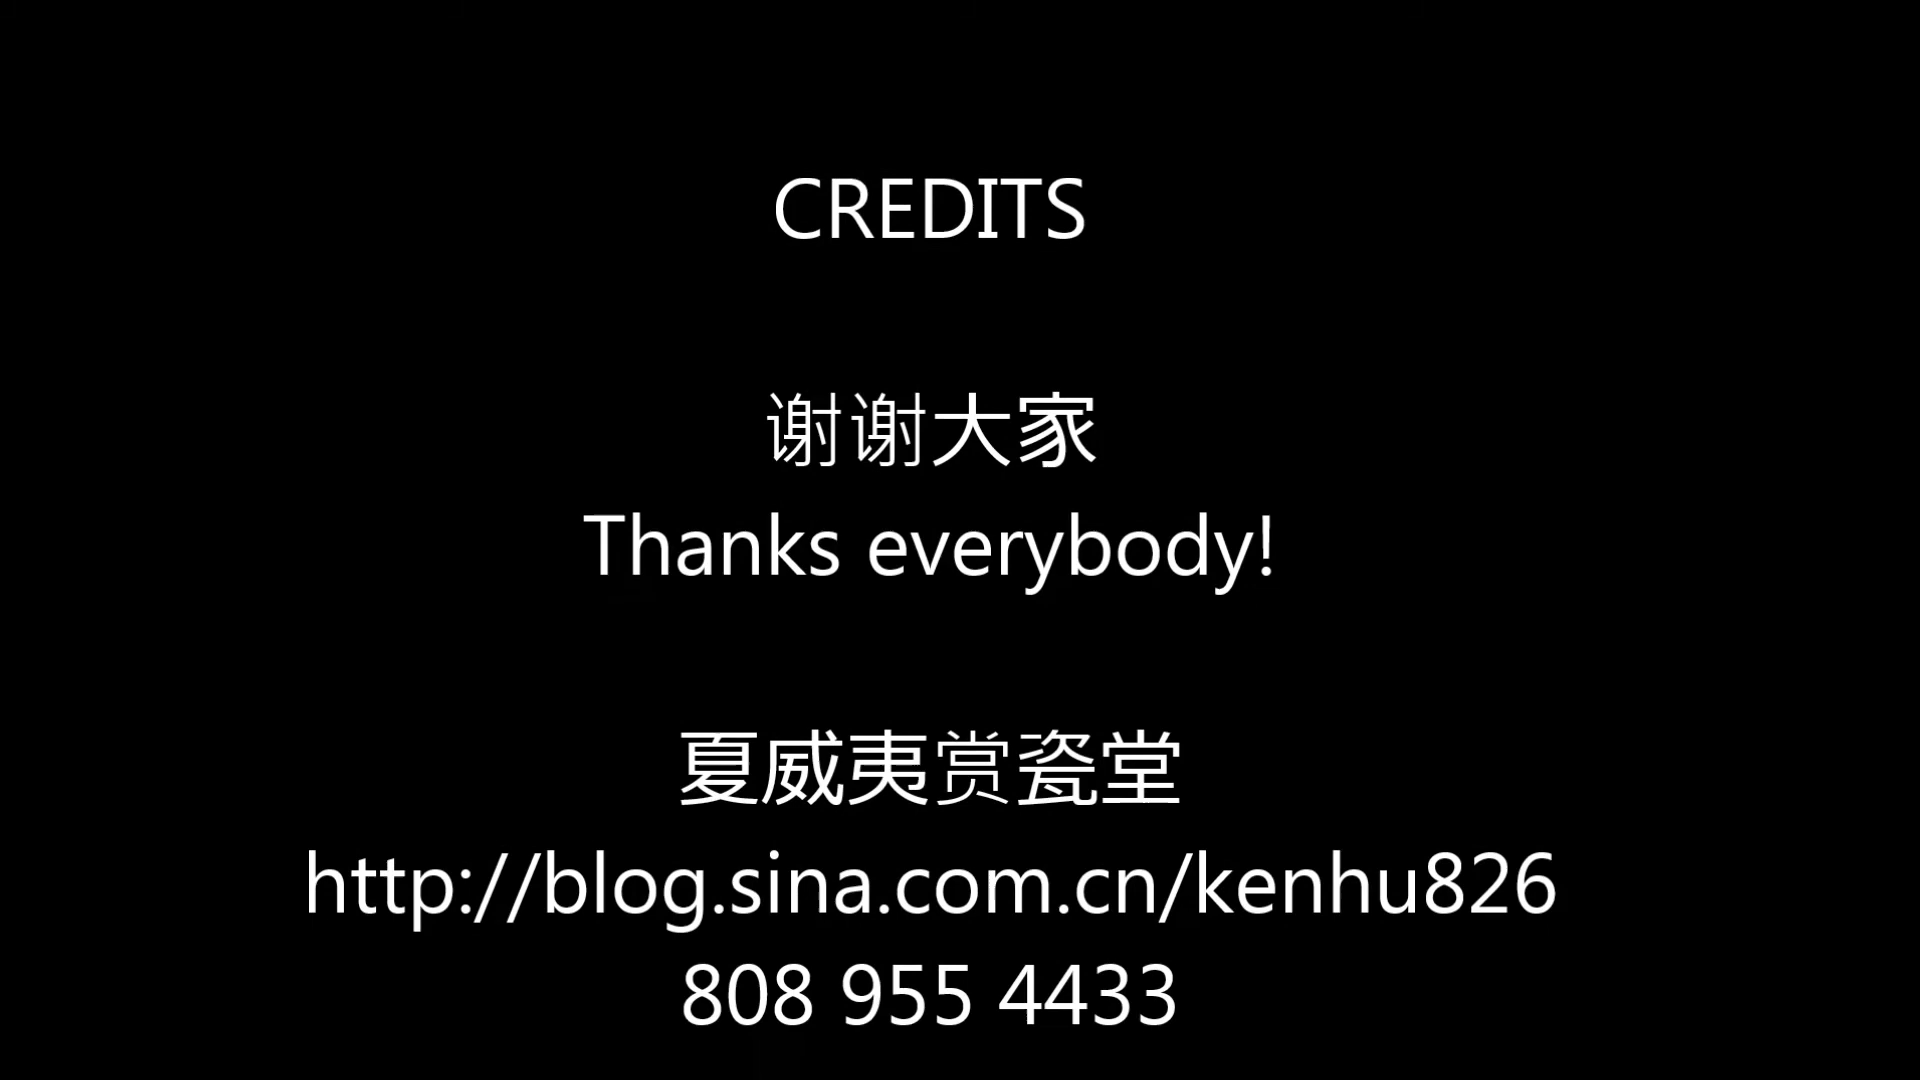 CREDITS
谢谢大家
Thanks everybody!
夏威夷赏瓷堂
http://blog.sina.com.cn/kenhu826
808 955 4433